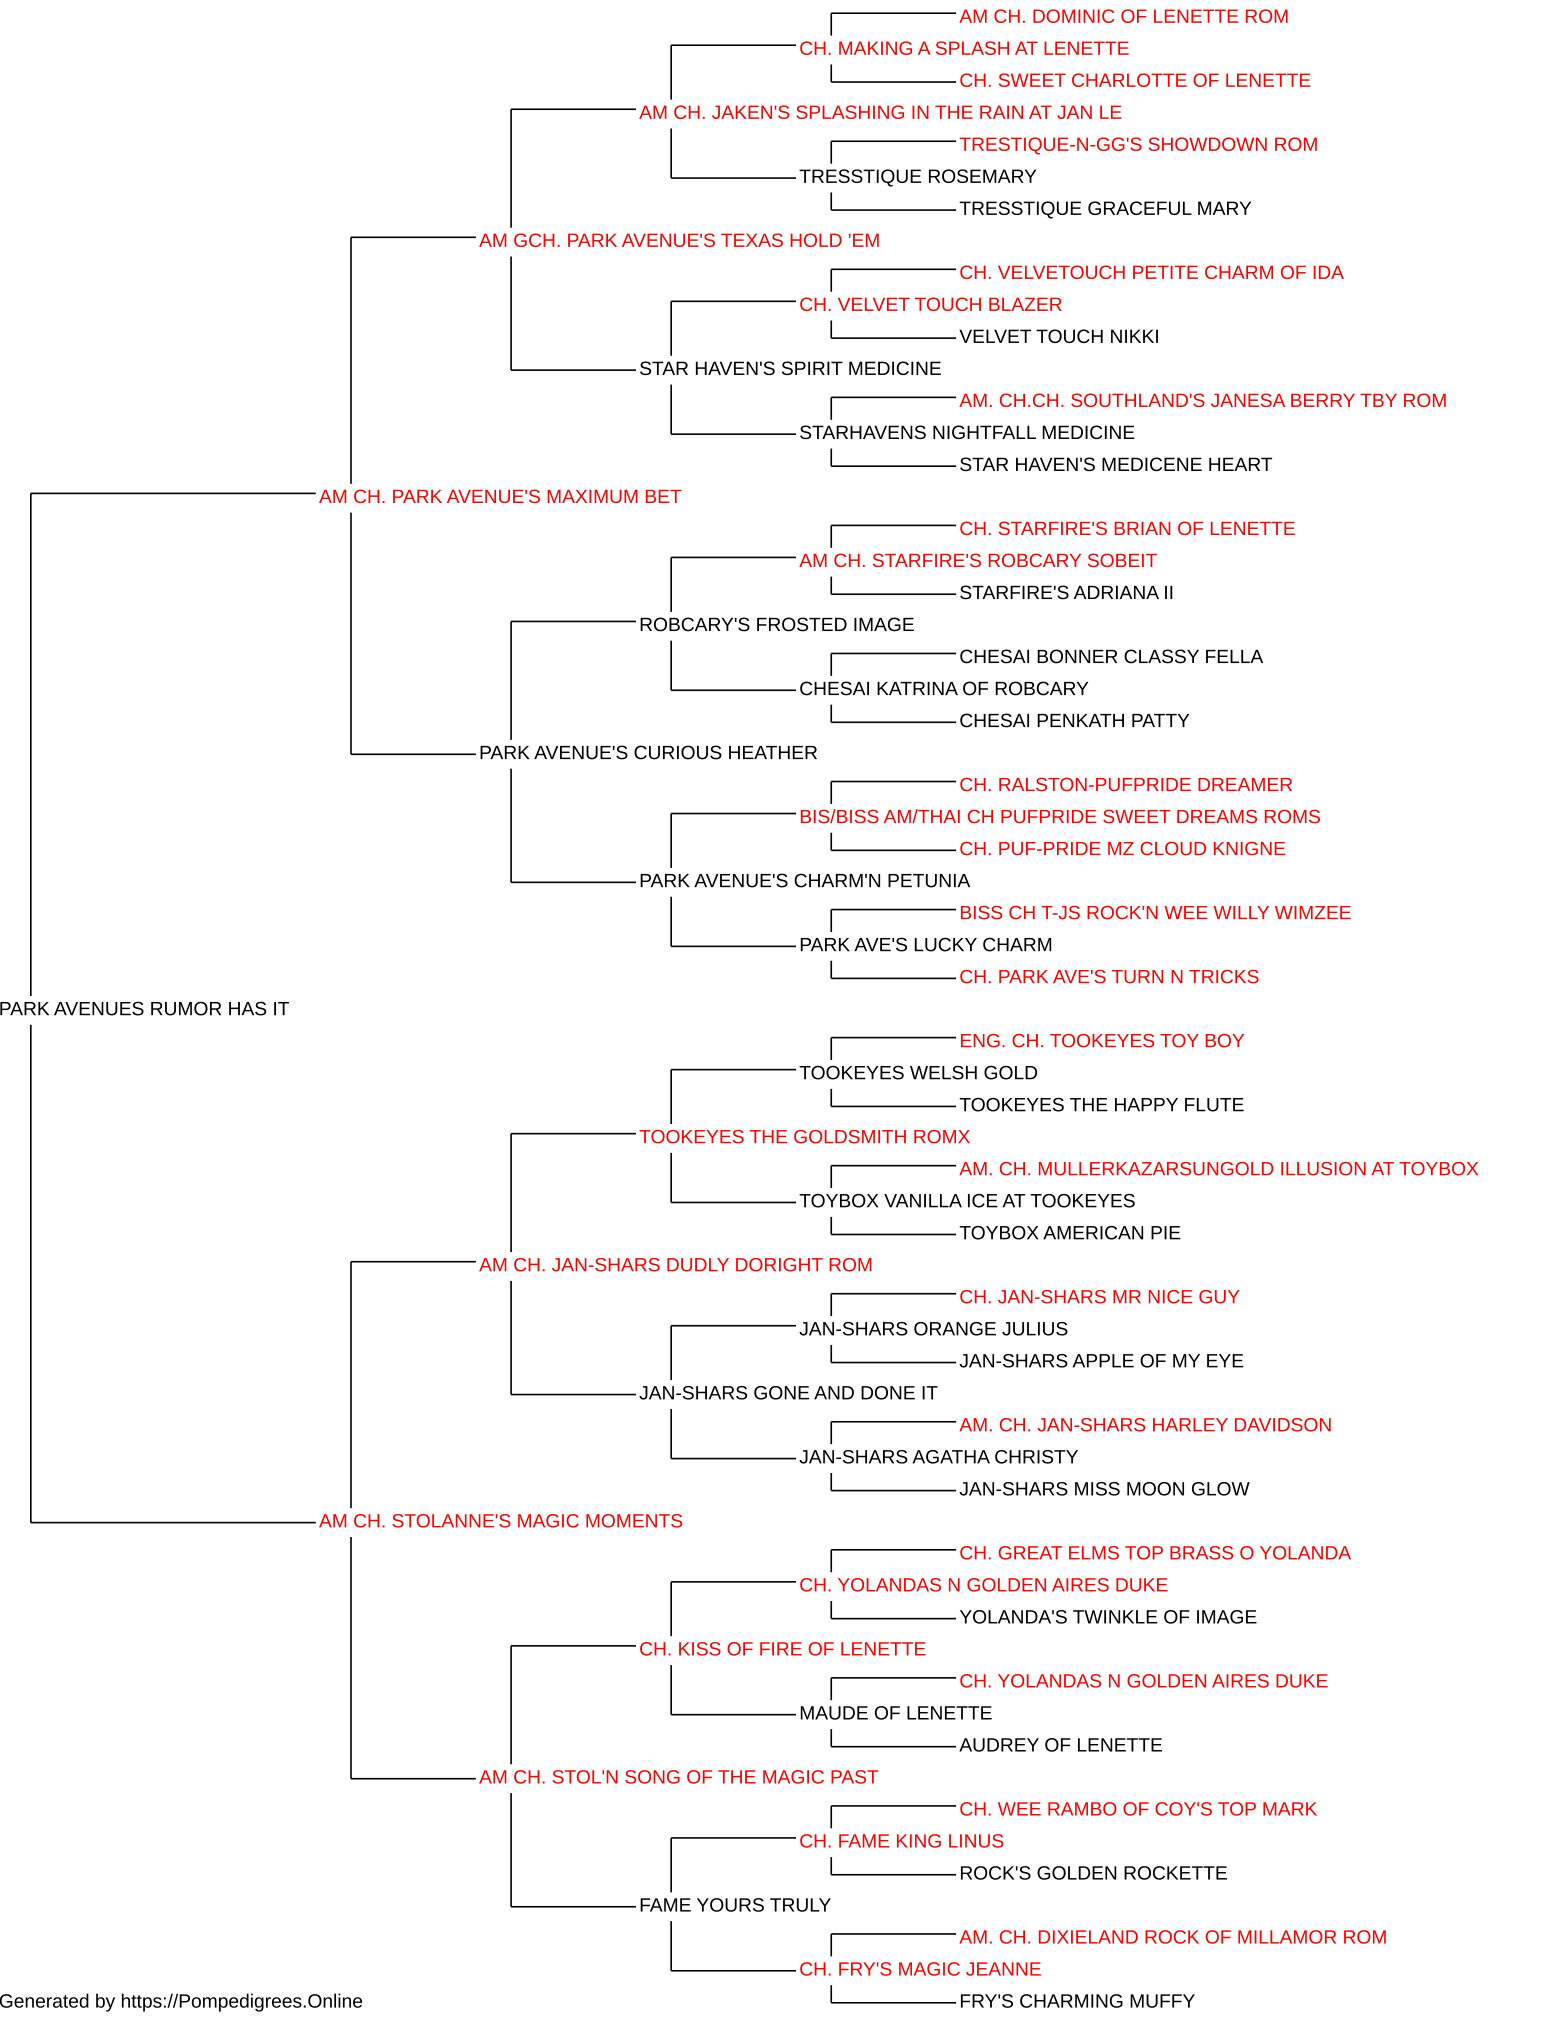 AM CH. DOMINIC OF LENETTE ROM
CH. MAKING A SPLASH AT LENETTE
CH. SWEET CHARLOTTE OF LENETTE
AM CH. JAKEN'S SPLASHING IN THE RAIN AT JAN LE
TRESTIQUE-N-GG'S SHOWDOWN ROM
TRESSTIQUE ROSEMARY
TRESSTIQUE GRACEFUL MARY
AM GCH. PARK AVENUE'S TEXAS HOLD 'EM
CH. VELVETOUCH PETITE CHARM OF IDA
CH. VELVET TOUCH BLAZER
VELVET TOUCH NIKKI
STAR HAVEN'S SPIRIT MEDICINE
AM. CH.CH. SOUTHLAND'S JANESA BERRY TBY ROM
STARHAVENS NIGHTFALL MEDICINE
STAR HAVEN'S MEDICENE HEART
AM CH. PARK AVENUE'S MAXIMUM BET
CH. STARFIRE'S BRIAN OF LENETTE
AM CH. STARFIRE'S ROBCARY SOBEIT
STARFIRE'S ADRIANA II
ROBCARY'S FROSTED IMAGE
CHESAI BONNER CLASSY FELLA
CHESAI KATRINA OF ROBCARY
CHESAI PENKATH PATTY
PARK AVENUE'S CURIOUS HEATHER
CH. RALSTON-PUFPRIDE DREAMER
BIS/BISS AM/THAI CH PUFPRIDE SWEET DREAMS ROMS
CH. PUF-PRIDE MZ CLOUD KNIGNE
PARK AVENUE'S CHARM'N PETUNIA
BISS CH T-JS ROCK'N WEE WILLY WIMZEE
PARK AVE'S LUCKY CHARM
CH. PARK AVE'S TURN N TRICKS
PARK AVENUES RUMOR HAS IT
ENG. CH. TOOKEYES TOY BOY
TOOKEYES WELSH GOLD
TOOKEYES THE HAPPY FLUTE
TOOKEYES THE GOLDSMITH ROMX
AM. CH. MULLERKAZARSUNGOLD ILLUSION AT TOYBOX
TOYBOX VANILLA ICE AT TOOKEYES
TOYBOX AMERICAN PIE
AM CH. JAN-SHARS DUDLY DORIGHT ROM
CH. JAN-SHARS MR NICE GUY
JAN-SHARS ORANGE JULIUS
JAN-SHARS APPLE OF MY EYE
JAN-SHARS GONE AND DONE IT
AM. CH. JAN-SHARS HARLEY DAVIDSON
JAN-SHARS AGATHA CHRISTY
JAN-SHARS MISS MOON GLOW
AM CH. STOLANNE'S MAGIC MOMENTS
CH. GREAT ELMS TOP BRASS O YOLANDA
CH. YOLANDAS N GOLDEN AIRES DUKE
YOLANDA'S TWINKLE OF IMAGE
CH. KISS OF FIRE OF LENETTE
CH. YOLANDAS N GOLDEN AIRES DUKE
MAUDE OF LENETTE
AUDREY OF LENETTE
AM CH. STOL'N SONG OF THE MAGIC PAST
CH. WEE RAMBO OF COY'S TOP MARK
CH. FAME KING LINUS
ROCK'S GOLDEN ROCKETTE
FAME YOURS TRULY
AM. CH. DIXIELAND ROCK OF MILLAMOR ROM
CH. FRY'S MAGIC JEANNE
FRY'S CHARMING MUFFY
Generated by https://Pompedigrees.Online